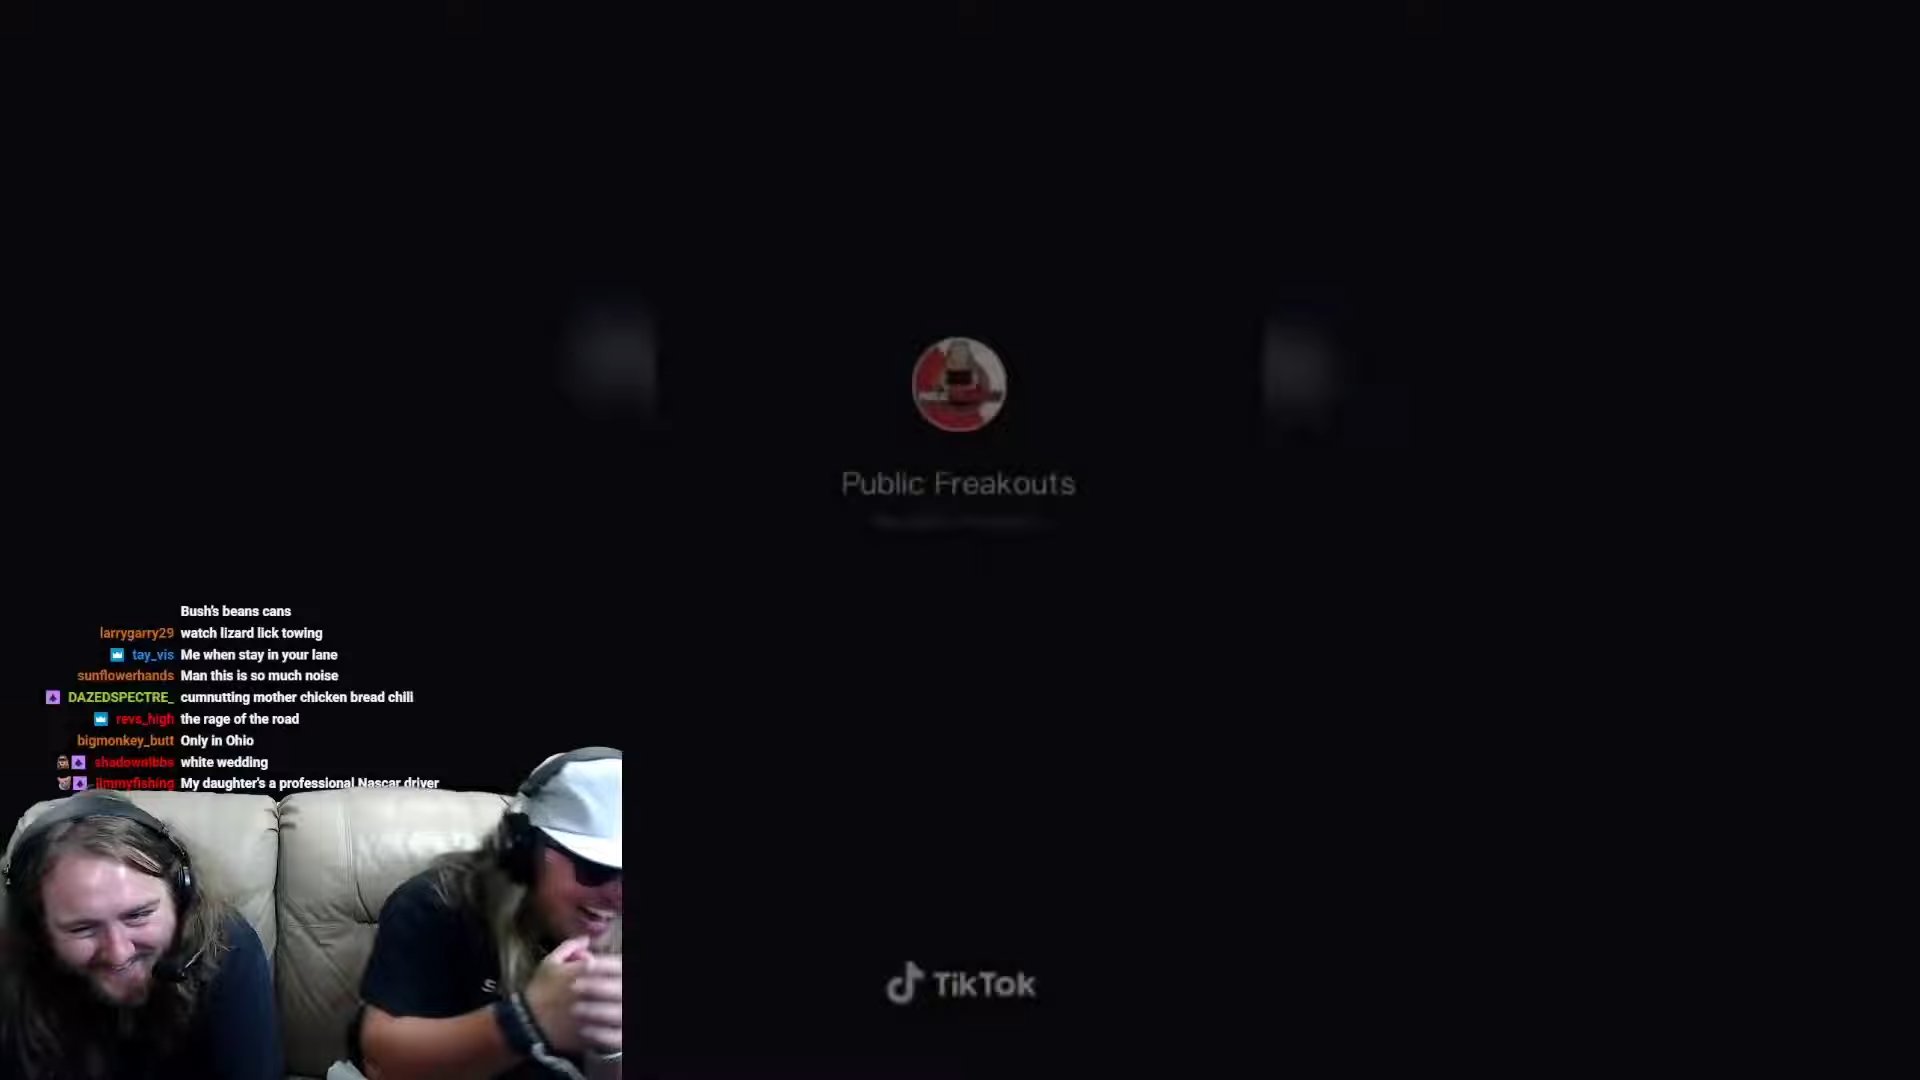 Public Freakouts
Bush's beans cans
larrygarry29 watch lizard lick towing
tay_vis Me when stay in your lane
sunflowerhands Man this is so much noise
DAZEDSPECTRE_ cumnutting mother chicken bread chili
revs_high the rage of the road
bigmonkey_butt Only in Ohio
shadownibbs white wedding
jimmyfishing My daughter's a professional Nascar driver
TikTok